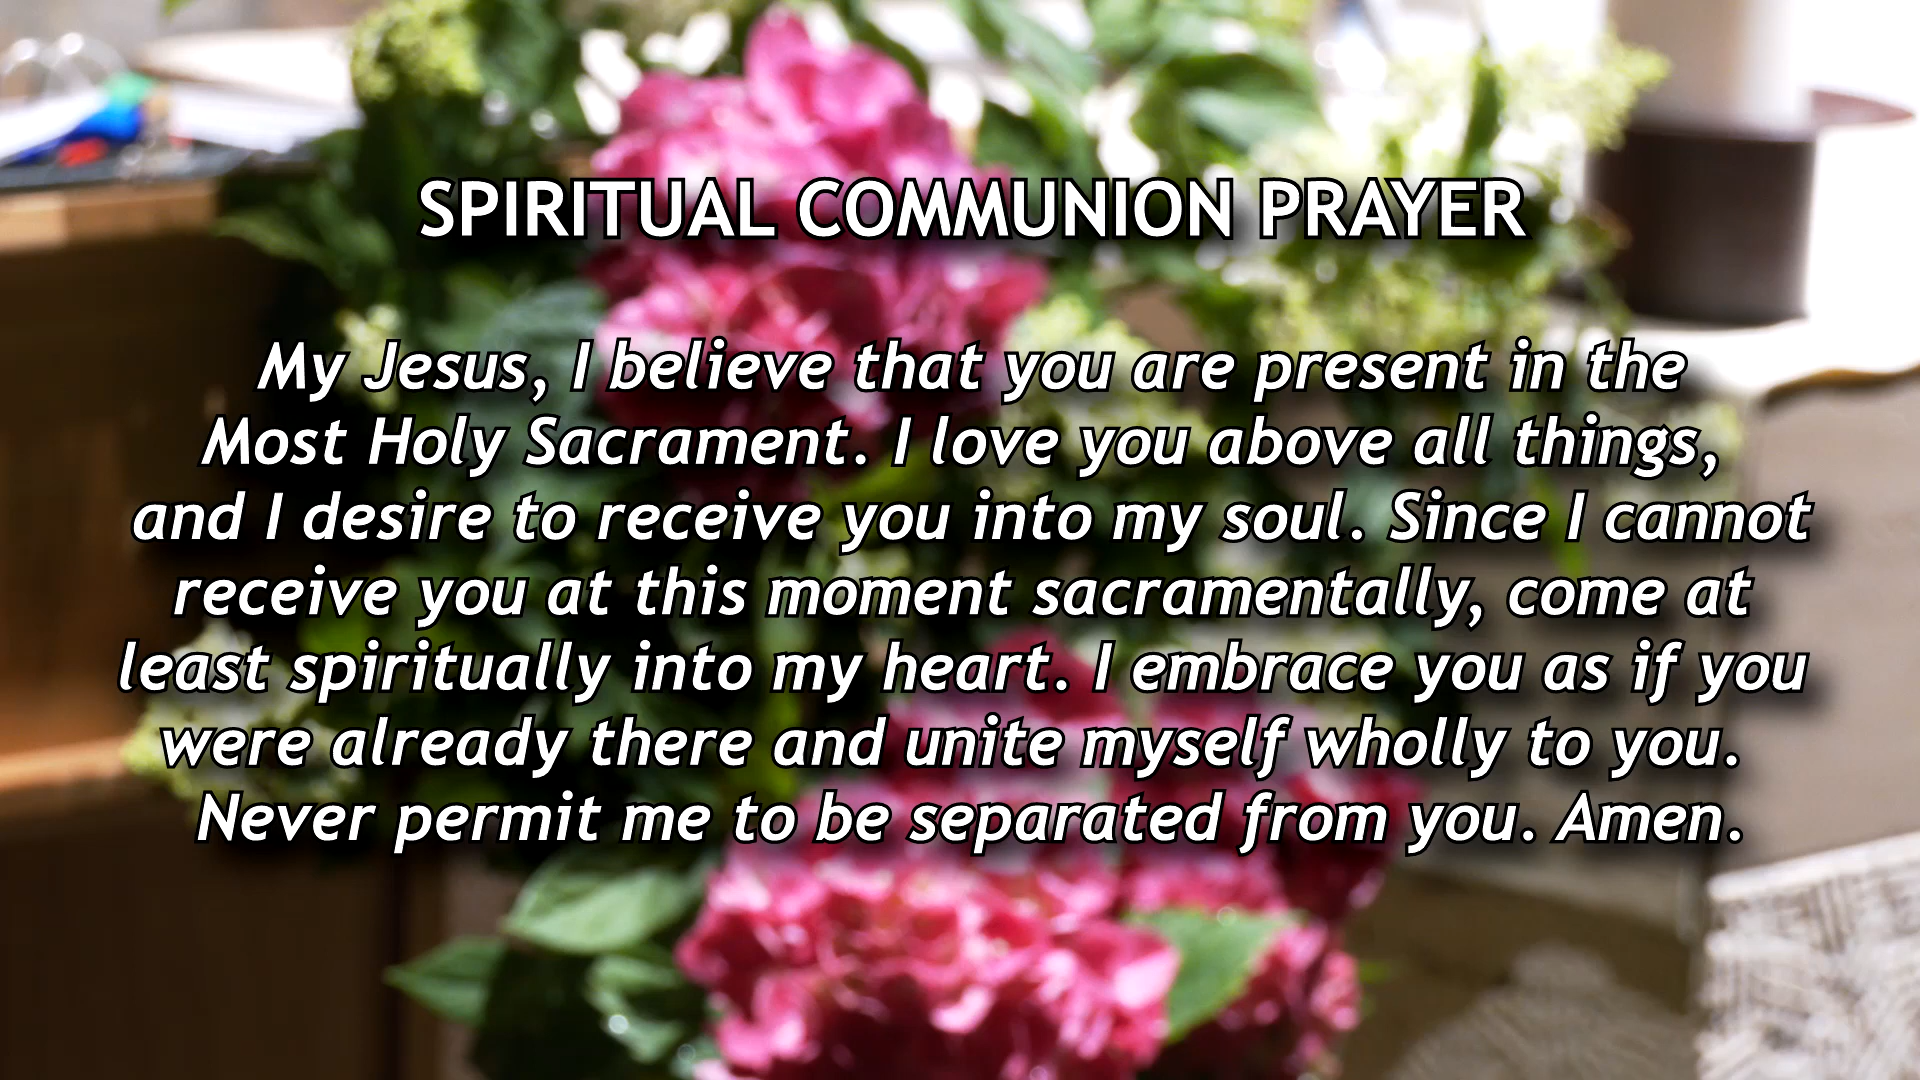 SPIRITUAL COMMUNION PRAYER
My Jesus, I believe that you are present in the
Most Holy Sacrament. I love you above all things,
and I desire to receive you into my soul. Since I cannot
receive you at this moment sacramentally, come at
least spiritually into my heart. I embrace you as if you
were already there and unite myself wholly to you.
Never permit me to be separated from you. Amen.